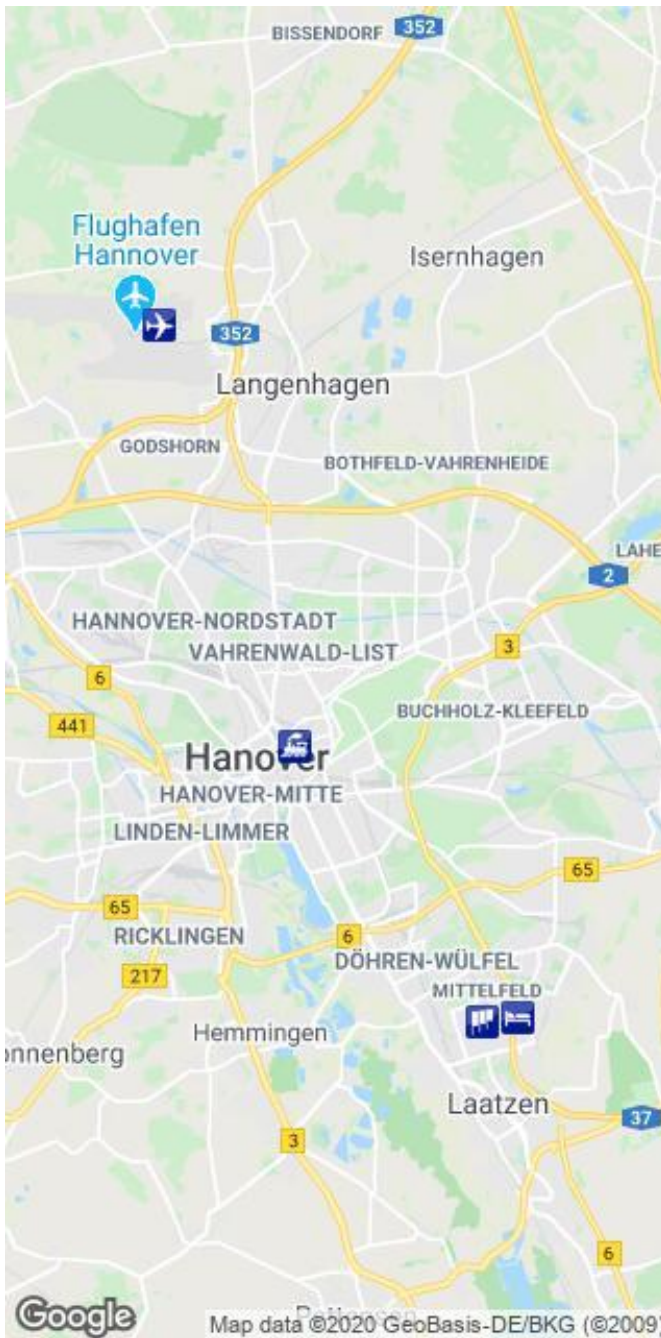 352
BISSENDORF
Flughafen
Hannover
Isernhagen
352
Langenhagen
GODSHORN
BOTHFELD-VAHRENHEIDE
LAHE
2
HANNOVER-NORDSTADT
VAHRENWALD-LIST
3
6
BUCHHOLZ-KLEEFELD
441
Hanover
HANOVER-MITTE
LINDEN-LIMMER
65
65
6
RICKLINGEN
DÖHREN-WÜLFEL
217
MITTELFELD
Hemmingen
onnenberg
Laatzen
37
3
6
Google
Map data ©2020 GeoBasis-DE/BKG (©2009